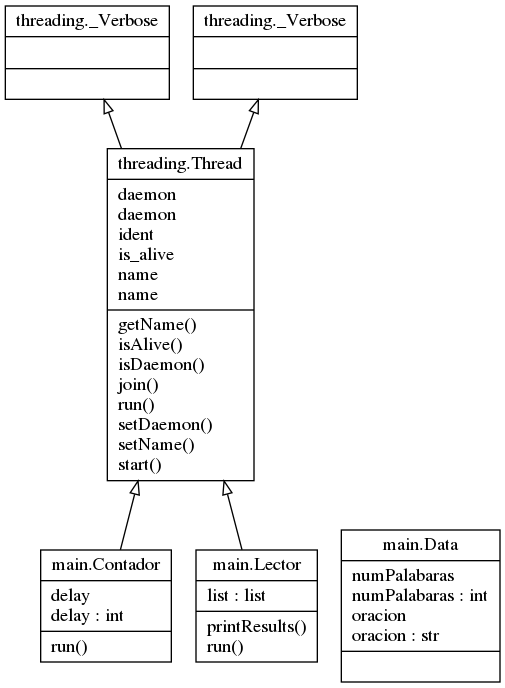 threading._Verbose
threading._Verbose
threading.Thread
daemon
daemon
ident
is_alive
name
name
getName()
isAlive()
isDaemon()
join()
run()
setDaemon()
setName()
start()
main.Contador
delay
delay : int
run()
main.Lector
list : list
printResults()
run()
main.Data
numPalabaras
numPalabaras : int
oracion
oracion : str